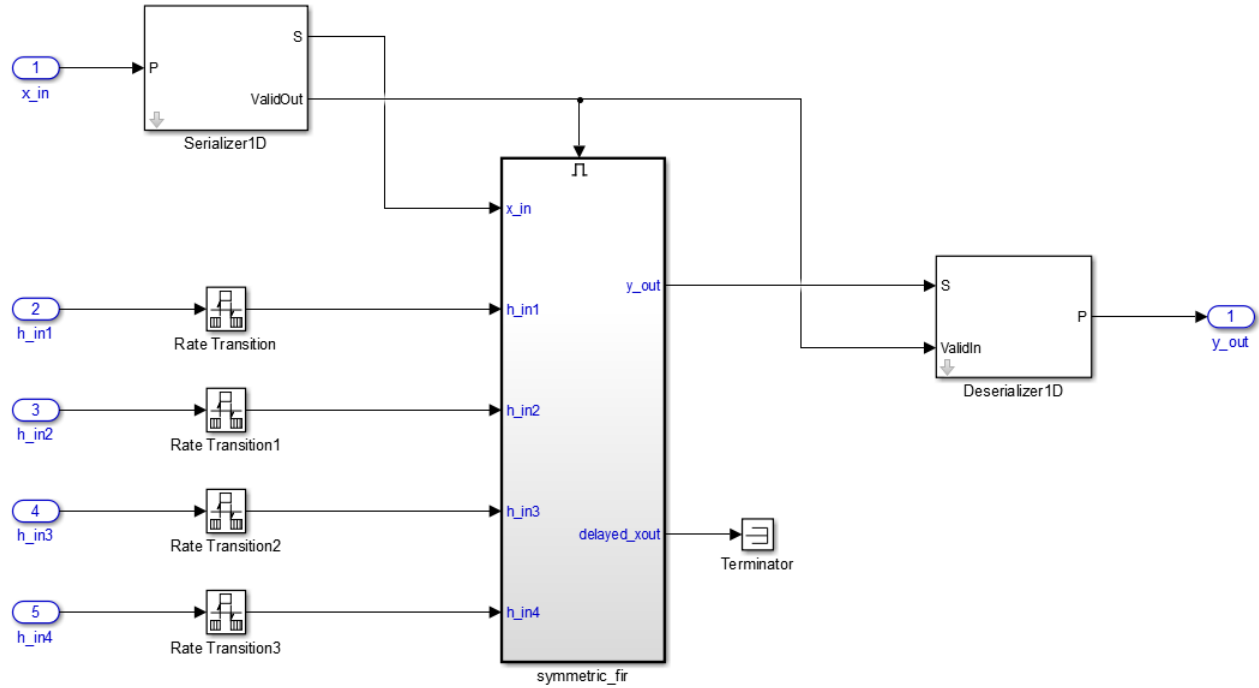 1
x_in
P
S
ValidOut
Serializer1D
x_in
2
h_in1
Rate Transition
h_in1
3
h_in2
Rate Transition1
h_in2
4
h_in3
Rate Transition2
h_in3
5
h_in4
Rate Transition3
h_in4
y_out
delayed_xout
symmetric_fir
Terminator
S
ValidIn
P
Deserializer1D
1
y_out